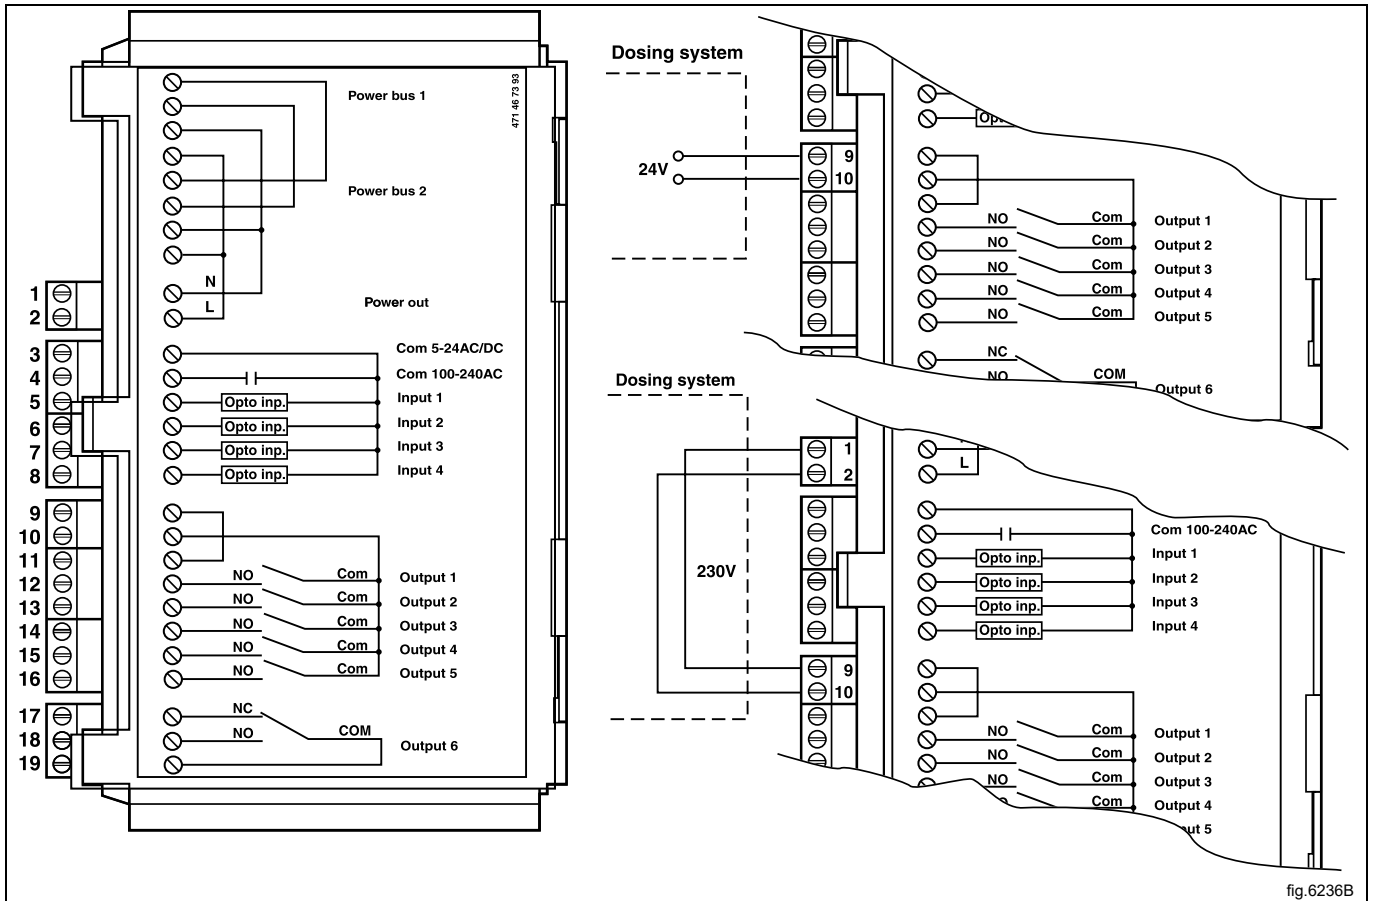 471 46 73 93
Power bus 1
Power bus 2
N
L
Power out
1
2
3
4
5
6
7
8
9
10
11
12
13
14
15
16
17
18
19
Com 5-24AC/DC
Com 100-240AC
Opto inp. Input 1
Opto inp. Input 2
Opto inp. Input 3
Opto inp. Input 4
NO Com Output 1
NO Com Output 2
NO Com Output 3
NO Com Output 4
NO Com Output 5
NC
NO COM Output 6
Dosing system
24V
9
10
NO Com Output 1
NO Com Output 2
NO Com Output 3
NO Com Output 4
NO Com Output 5
NC
NO COM Output 6
Dosing system
230V
1
2
L
Com 100-240AC
Opto inp. Input 1
Opto inp. Input 2
Opto inp. Input 3
Opto inp. Input 4
9
10
NO Com Output 1
NO Com Output 2
NO Com Output 3
Com Output 4
5
fig.6236B